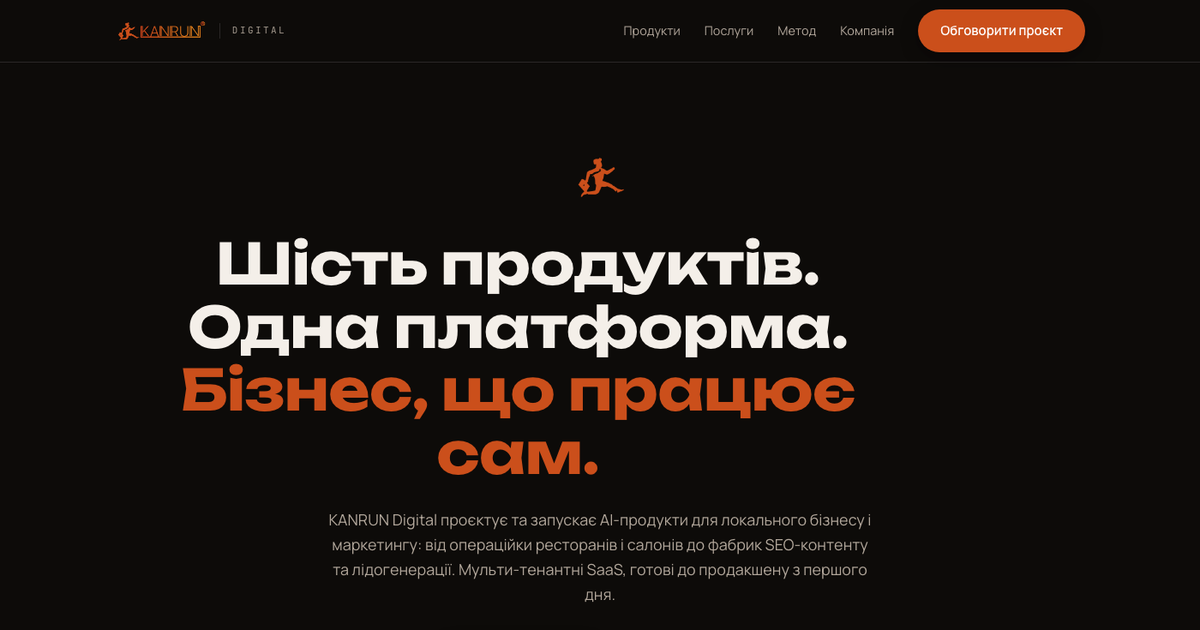 KANRUN® DIGITAL
Продукти Послуги Метод Компанія Обговорити проєкт
Шість продуктів.
Одна платформа.
Бізнес, що працює
сам.
KANRUN Digital проєктує та запускає AI-продукти для локального бізнесу і
маркетингу: від операційки ресторанів і салонів до фабрик SEO-контенту
та лідогенерації. Мульти-тенантні SaaS, готові до продакшену з першого
дня.